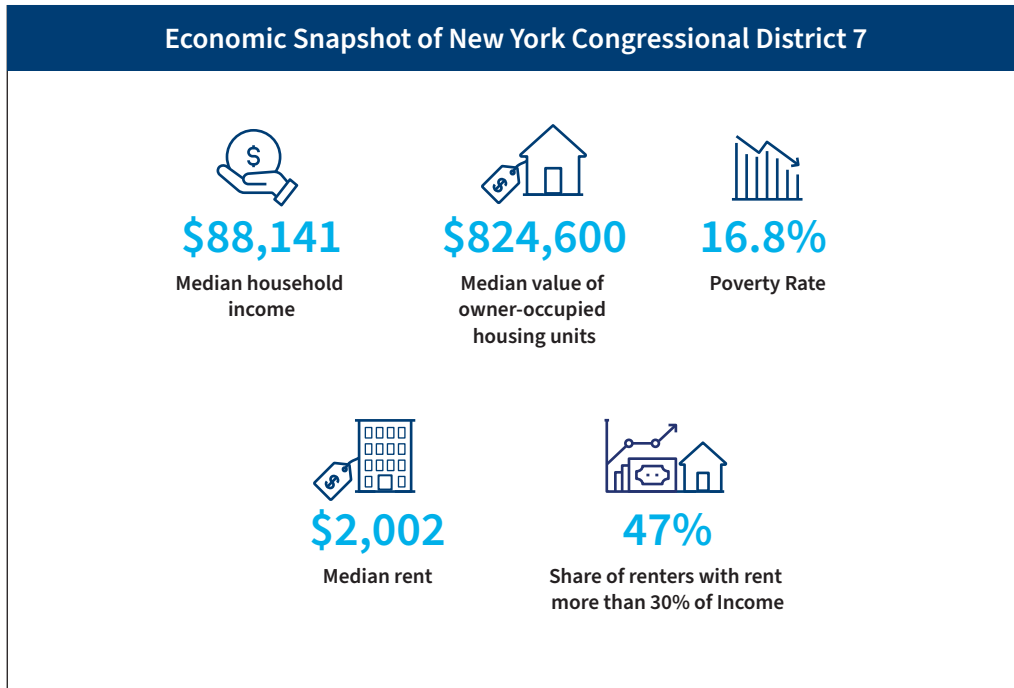 Economic Snapshot of New York Congressional District 7
$
$
$88,141
$824,600
16.8%
Median household
income
Median value of
owner-occupied
housing units
Poverty Rate
$
$2,002
47%
Median rent
Share of renters with rent
more than 30% of Income